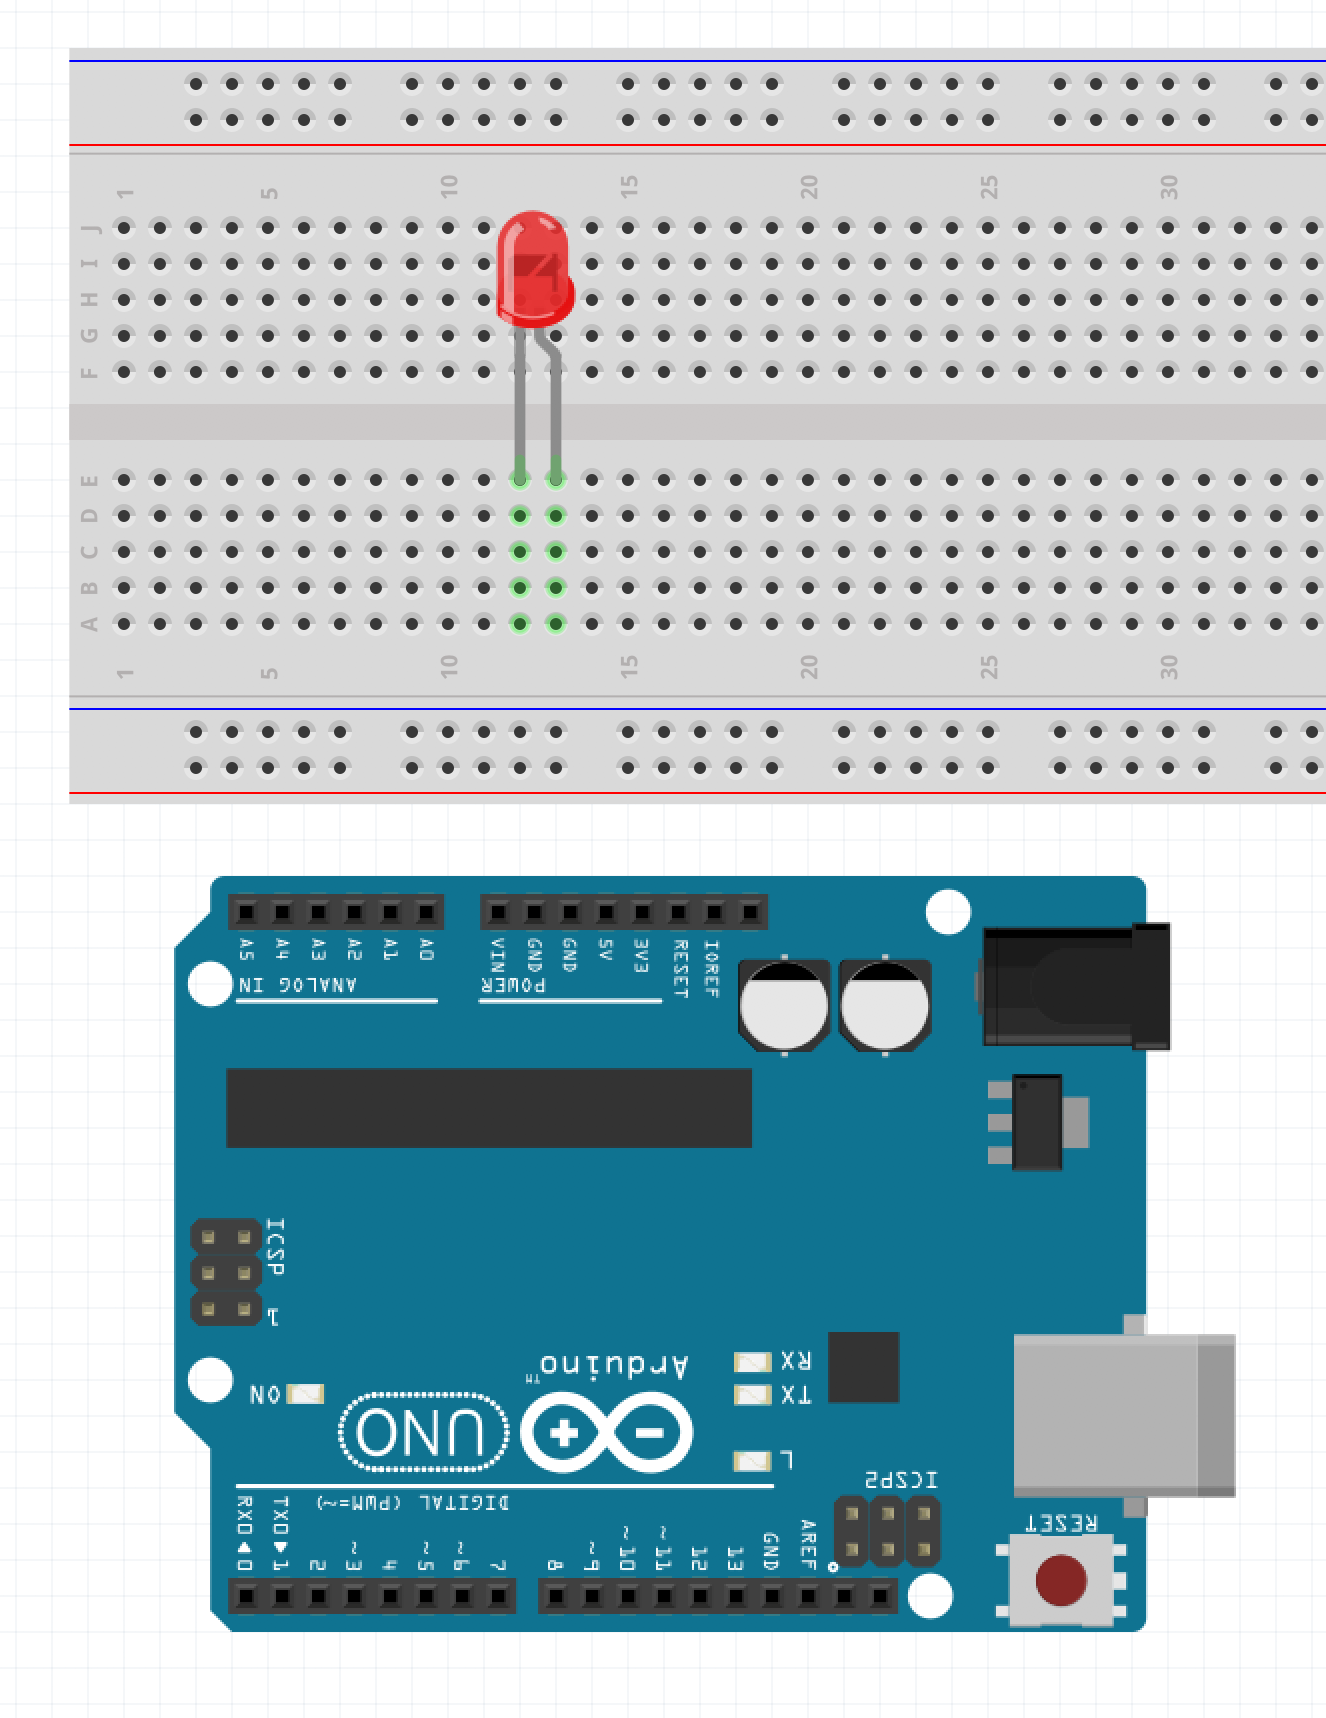 1 5 10 15 20 25 30
J
I
H
G
F
E
D
C
B
A
1 5 10 15 20 25 30
A5 A4 A3 A2 A1 A0 VIN GND GND 5V 3V3 RESET IOREF
ANALOG IN POWER
ICSP
1
RX
TX
L
ON
Arduino™
UNO
ICSP2
RESET
DIGITAL (PWM=~)
RX0◀0 TX0▶1 2 ~3 4 ~5 ~6 7 8 ~9 ~10 ~11 12 13 GND AREF